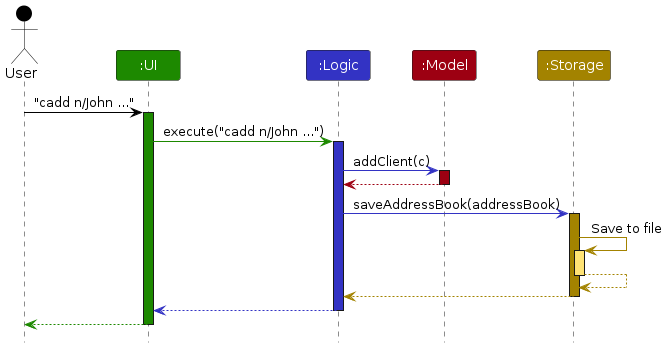 User
:UI
:Logic
:Model
:Storage
"cadd n/John ..."
execute("cadd n/John ...")
addClient(c)
saveAddressBook(addressBook)
Save to file